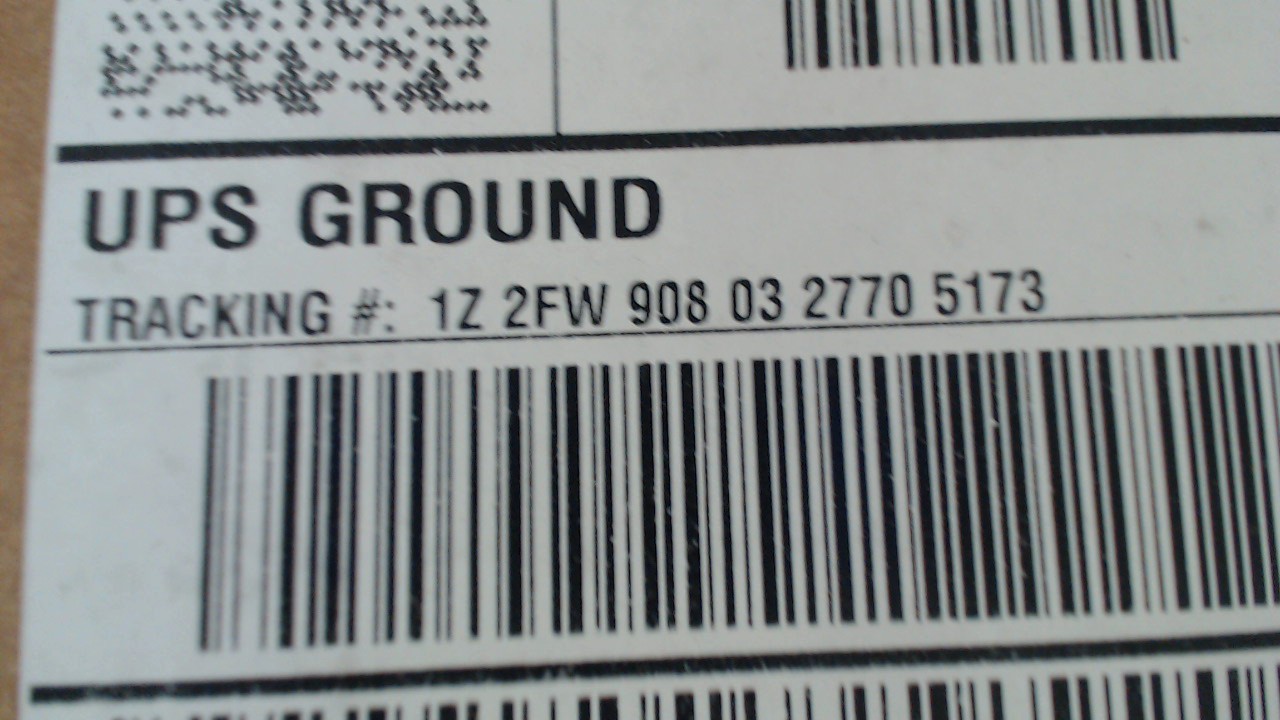 UPS GROUND
TRACKING #: 1Z 2FW 908 03 2770 5173